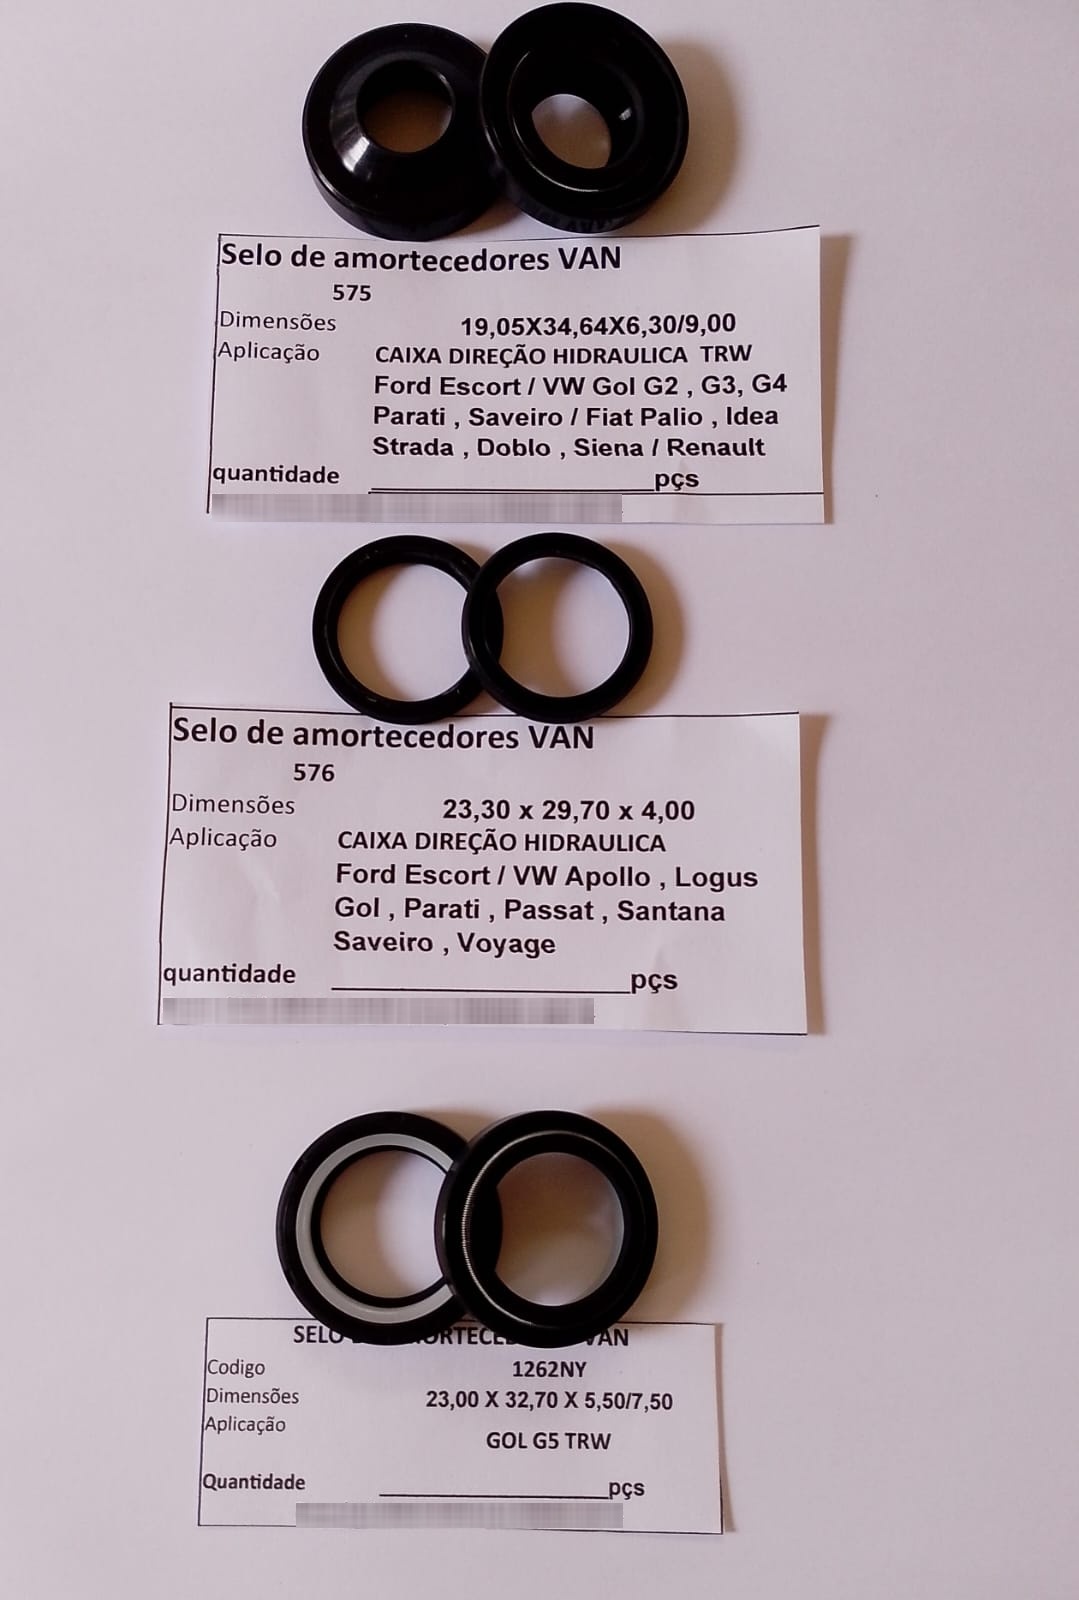 Selo de amortecedores VAN
575
Dimensões 19,05X34,64X6,30/9,00
Aplicação CAIXA DIREÇÃO HIDRAULICA TRW
Ford Escort / VW Gol G2 , G3, G4
Parati , Saveiro / Fiat Palio , Idea
Strada , Doblo , Siena / Renault
quantidade pçs
Selo de amortecedores VAN
576
Dimensões 23,30 x 29,70 x 4,00
Aplicação CAIXA DIREÇÃO HIDRAULICA
Ford Escort / VW Apollo , Logus
Gol , Parati , Passat , Santana
Saveiro , Voyage
quantidade pçs
SELO VAN
Codigo 1262NY
Dimensões 23,00 X 32,70 X 5,50/7,50
Aplicação
GOL G5 TRW
Quantidade pçs